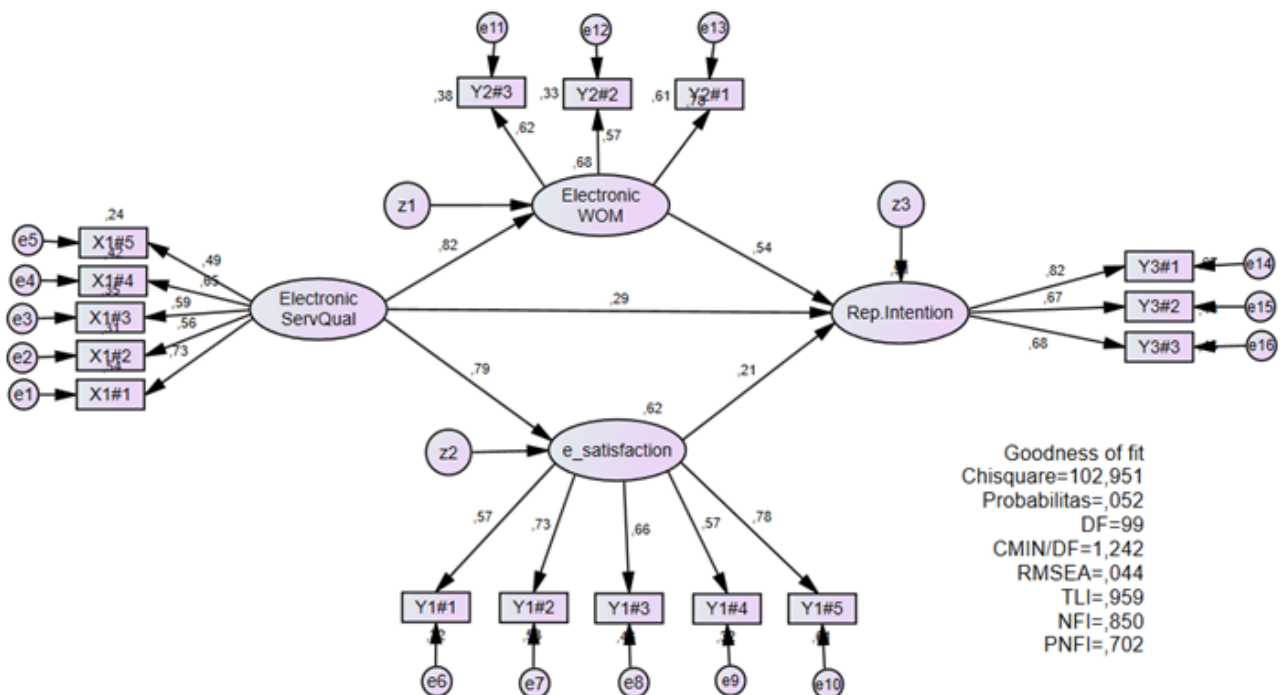 e11
e12
e13
,38
Y2#3
,33
Y2#2
,61
Y2#1
,62
,57
,68
Electronic
WOM
z1
z3
,24
e5
X1#5
,49
e4
X1#4
,65
e3
X1#3
,59
e2
X1#2
,56
e1
X1#1
,73
Electronic
ServQual
,82
,54
,29
,79
,21
Rep.Intention
,82
Y3#1
e14
,67
Y3#2
e15
,68
Y3#3
e16
z2
,62
e_satisfaction
,57
,73
,66
,57
,78
Y1#1
Y1#2
Y1#3
Y1#4
Y1#5
e6
e7
e8
e9
e10
Goodness of fit
Chisquare=102,951
Probabilitas=,052
DF=99
CMIN/DF=1,242
RMSEA=,044
TLI=,959
NFI=,850
PNFI=,702